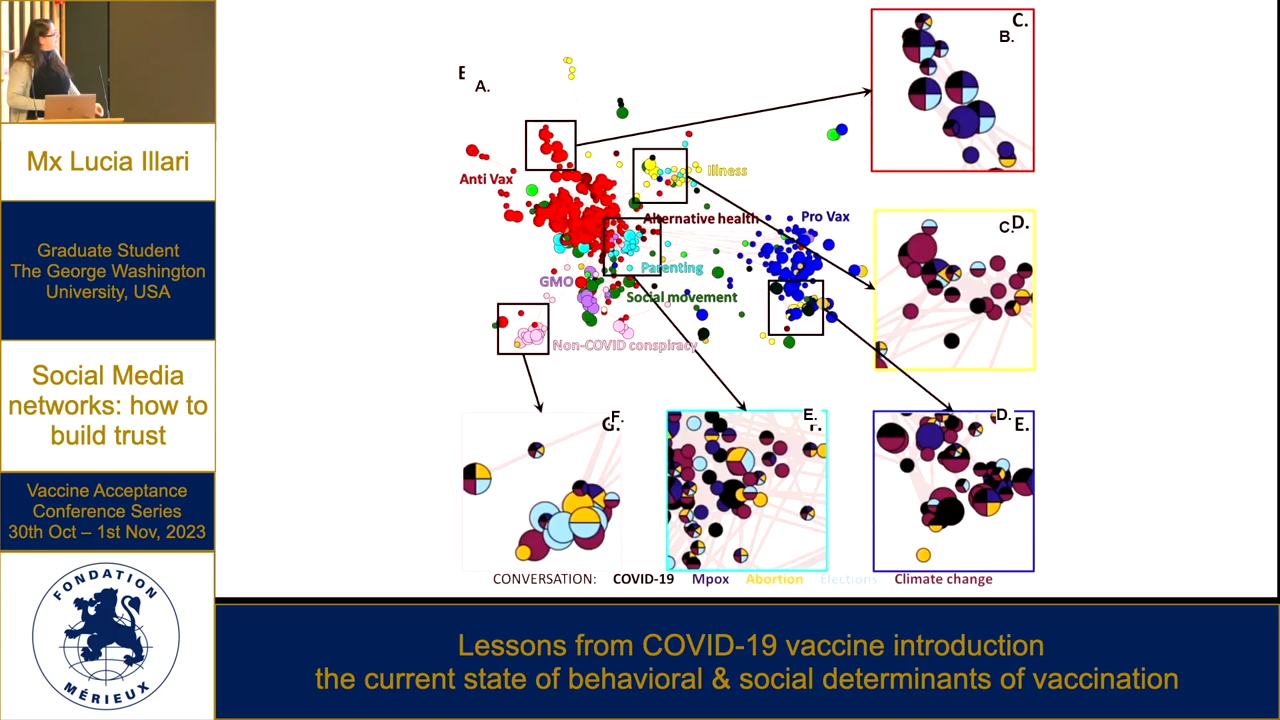 Mx Lucia Illari
Graduate Student
The George Washington
University, USA
Social Media
networks: how to
build trust
Vaccine Acceptance
Conference Series
30th Oct – 1st Nov, 2023
FONDATION
MÉRIEUX
A.
Anti Vax
illness
Alternative health
Pro Vax
Parenting
GMO
Social movement
Non-COVID conspiracy
C.
B.
C.
D.
D.
E.
E.
F.
F.
G.
CONVERSATION: COVID-19 Mpox Abortion Elections Climate change
Lessons from COVID-19 vaccine introduction
the current state of behavioral & social determinants of vaccination